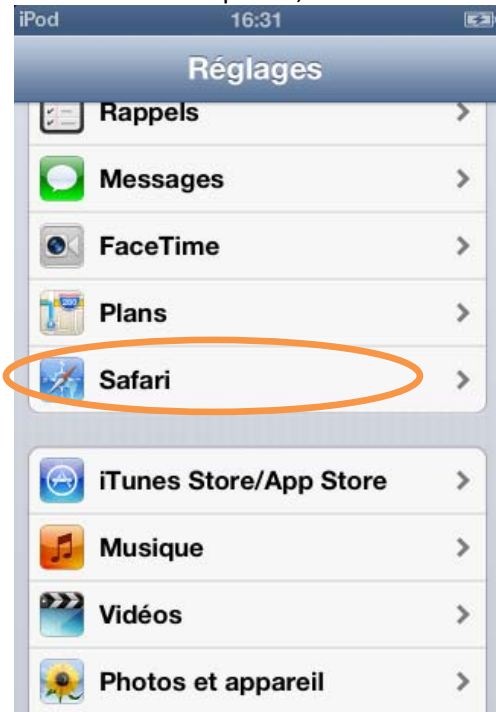 iPod 16:31
Réglages
Rappels
Messages
FaceTime
Plans
Safari
iTunes Store/App Store
Musique
Vidéos
Photos et appareil